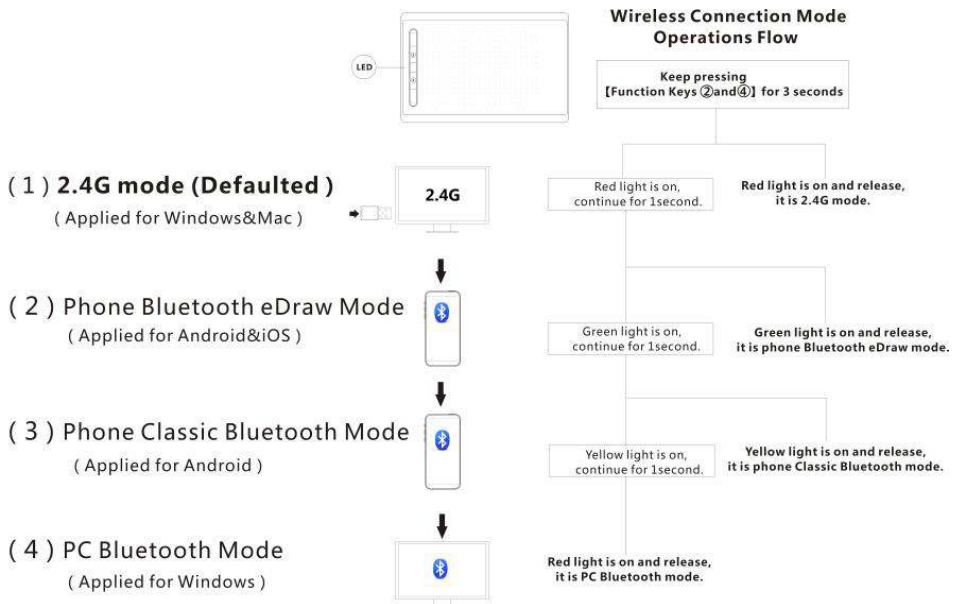 Wireless Connection Mode
Operations Flow
LED
Keep pressing
【Function Keys ②and④】for 3 seconds
(1) 2.4G mode (Defaulted)
(Applied for Windows&Mac)
2.4G
Red light is on,
continue for 1second.
Red light is on and release,
it is 2.4G mode.
(2) Phone Bluetooth eDraw Mode
(Applied for Android&iOS)
Green light is on,
continue for 1second.
Green light is on and release,
it is phone Bluetooth eDraw mode.
(3) Phone Classic Bluetooth Mode
(Applied for Android)
Yellow light is on,
continue for 1second.
Yellow light is on and release,
it is phone Classic Bluetooth mode.
(4) PC Bluetooth Mode
(Applied for Windows)
Red light is on and release,
it is PC Bluetooth mode.